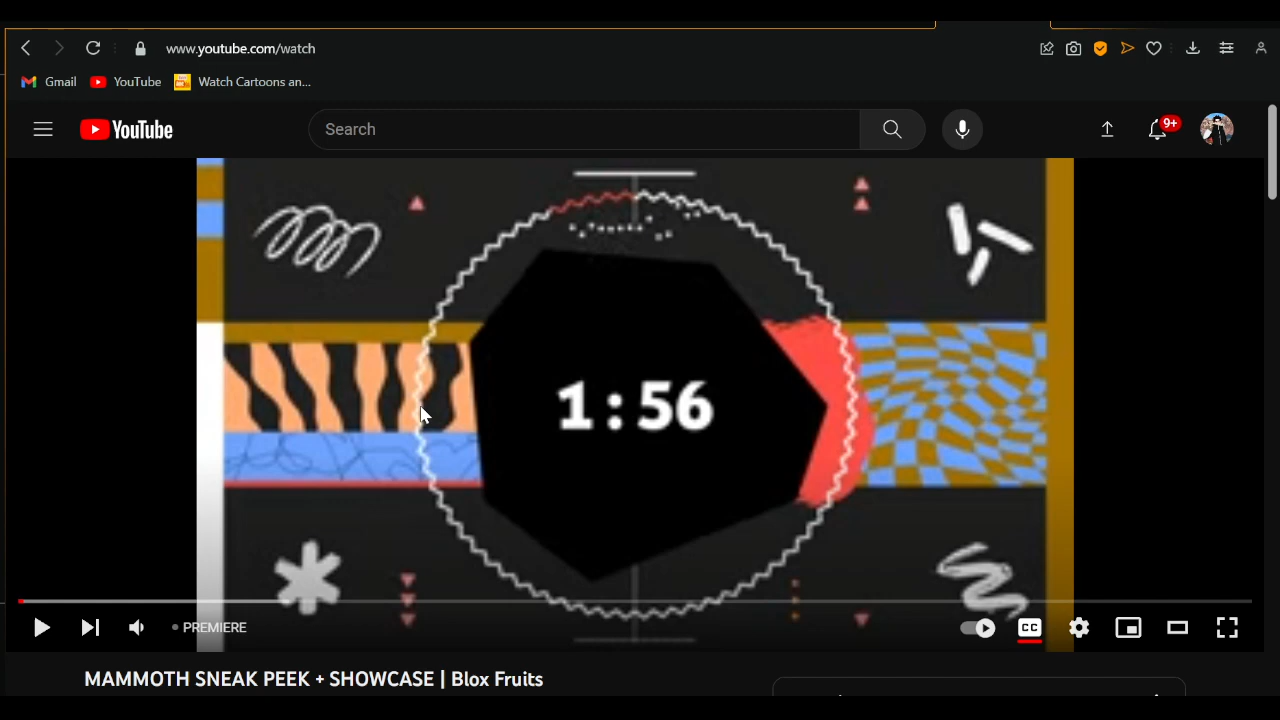 www.youtube.com/watch
Gmail YouTube Watch Cartoons an...
YouTube Search 9+
1:56
PREMIERE CC
MAMMOTH SNEAK PEEK + SHOWCASE | Blox Fruits